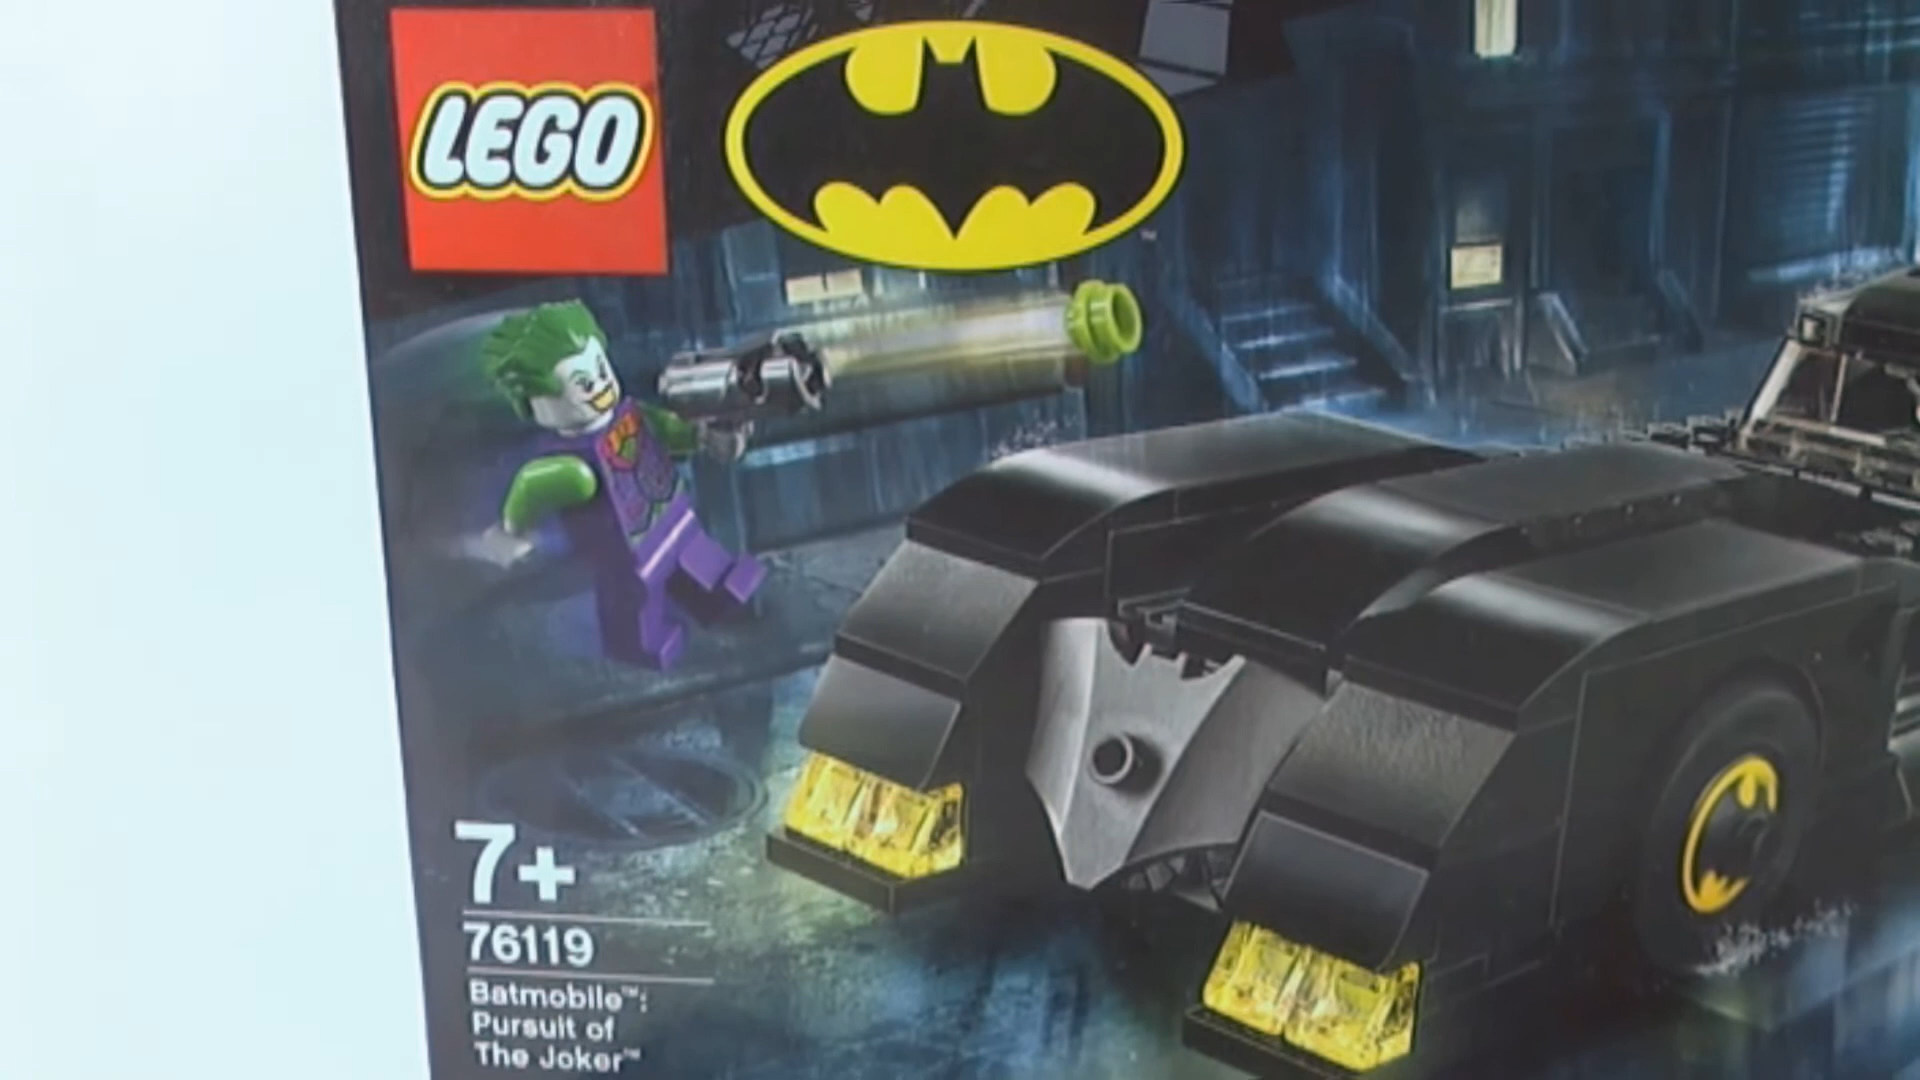 LEGO
7+
76119
Batmobile™:
Pursuit of
The Joker™